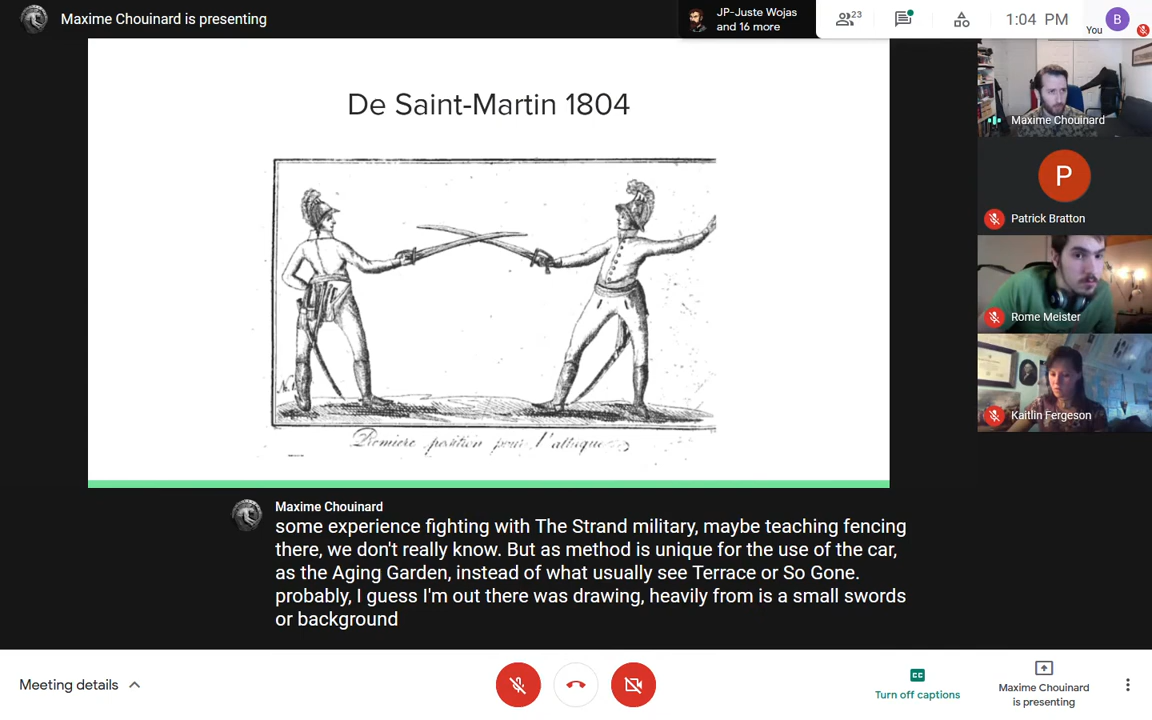 Maxime Chouinard is presenting
JP-Juste Wojas
and 16 more
23
1:04 PM
You
B
De Saint-Martin 1804
Premiere position pour l'attaque
Maxime Chouinard
P
Patrick Bratton
Rome Meister
Kaitlin Fergeson
Maxime Chouinard
some experience fighting with The Strand military, maybe teaching fencing
there, we don't really know. But as method is unique for the use of the car,
as the Aging Garden, instead of what usually see Terrace or So Gone.
probably, I guess I'm out there was drawing, heavily from is a small swords
or background
Meeting details
CC
Turn off captions
Maxime Chouinard
is presenting